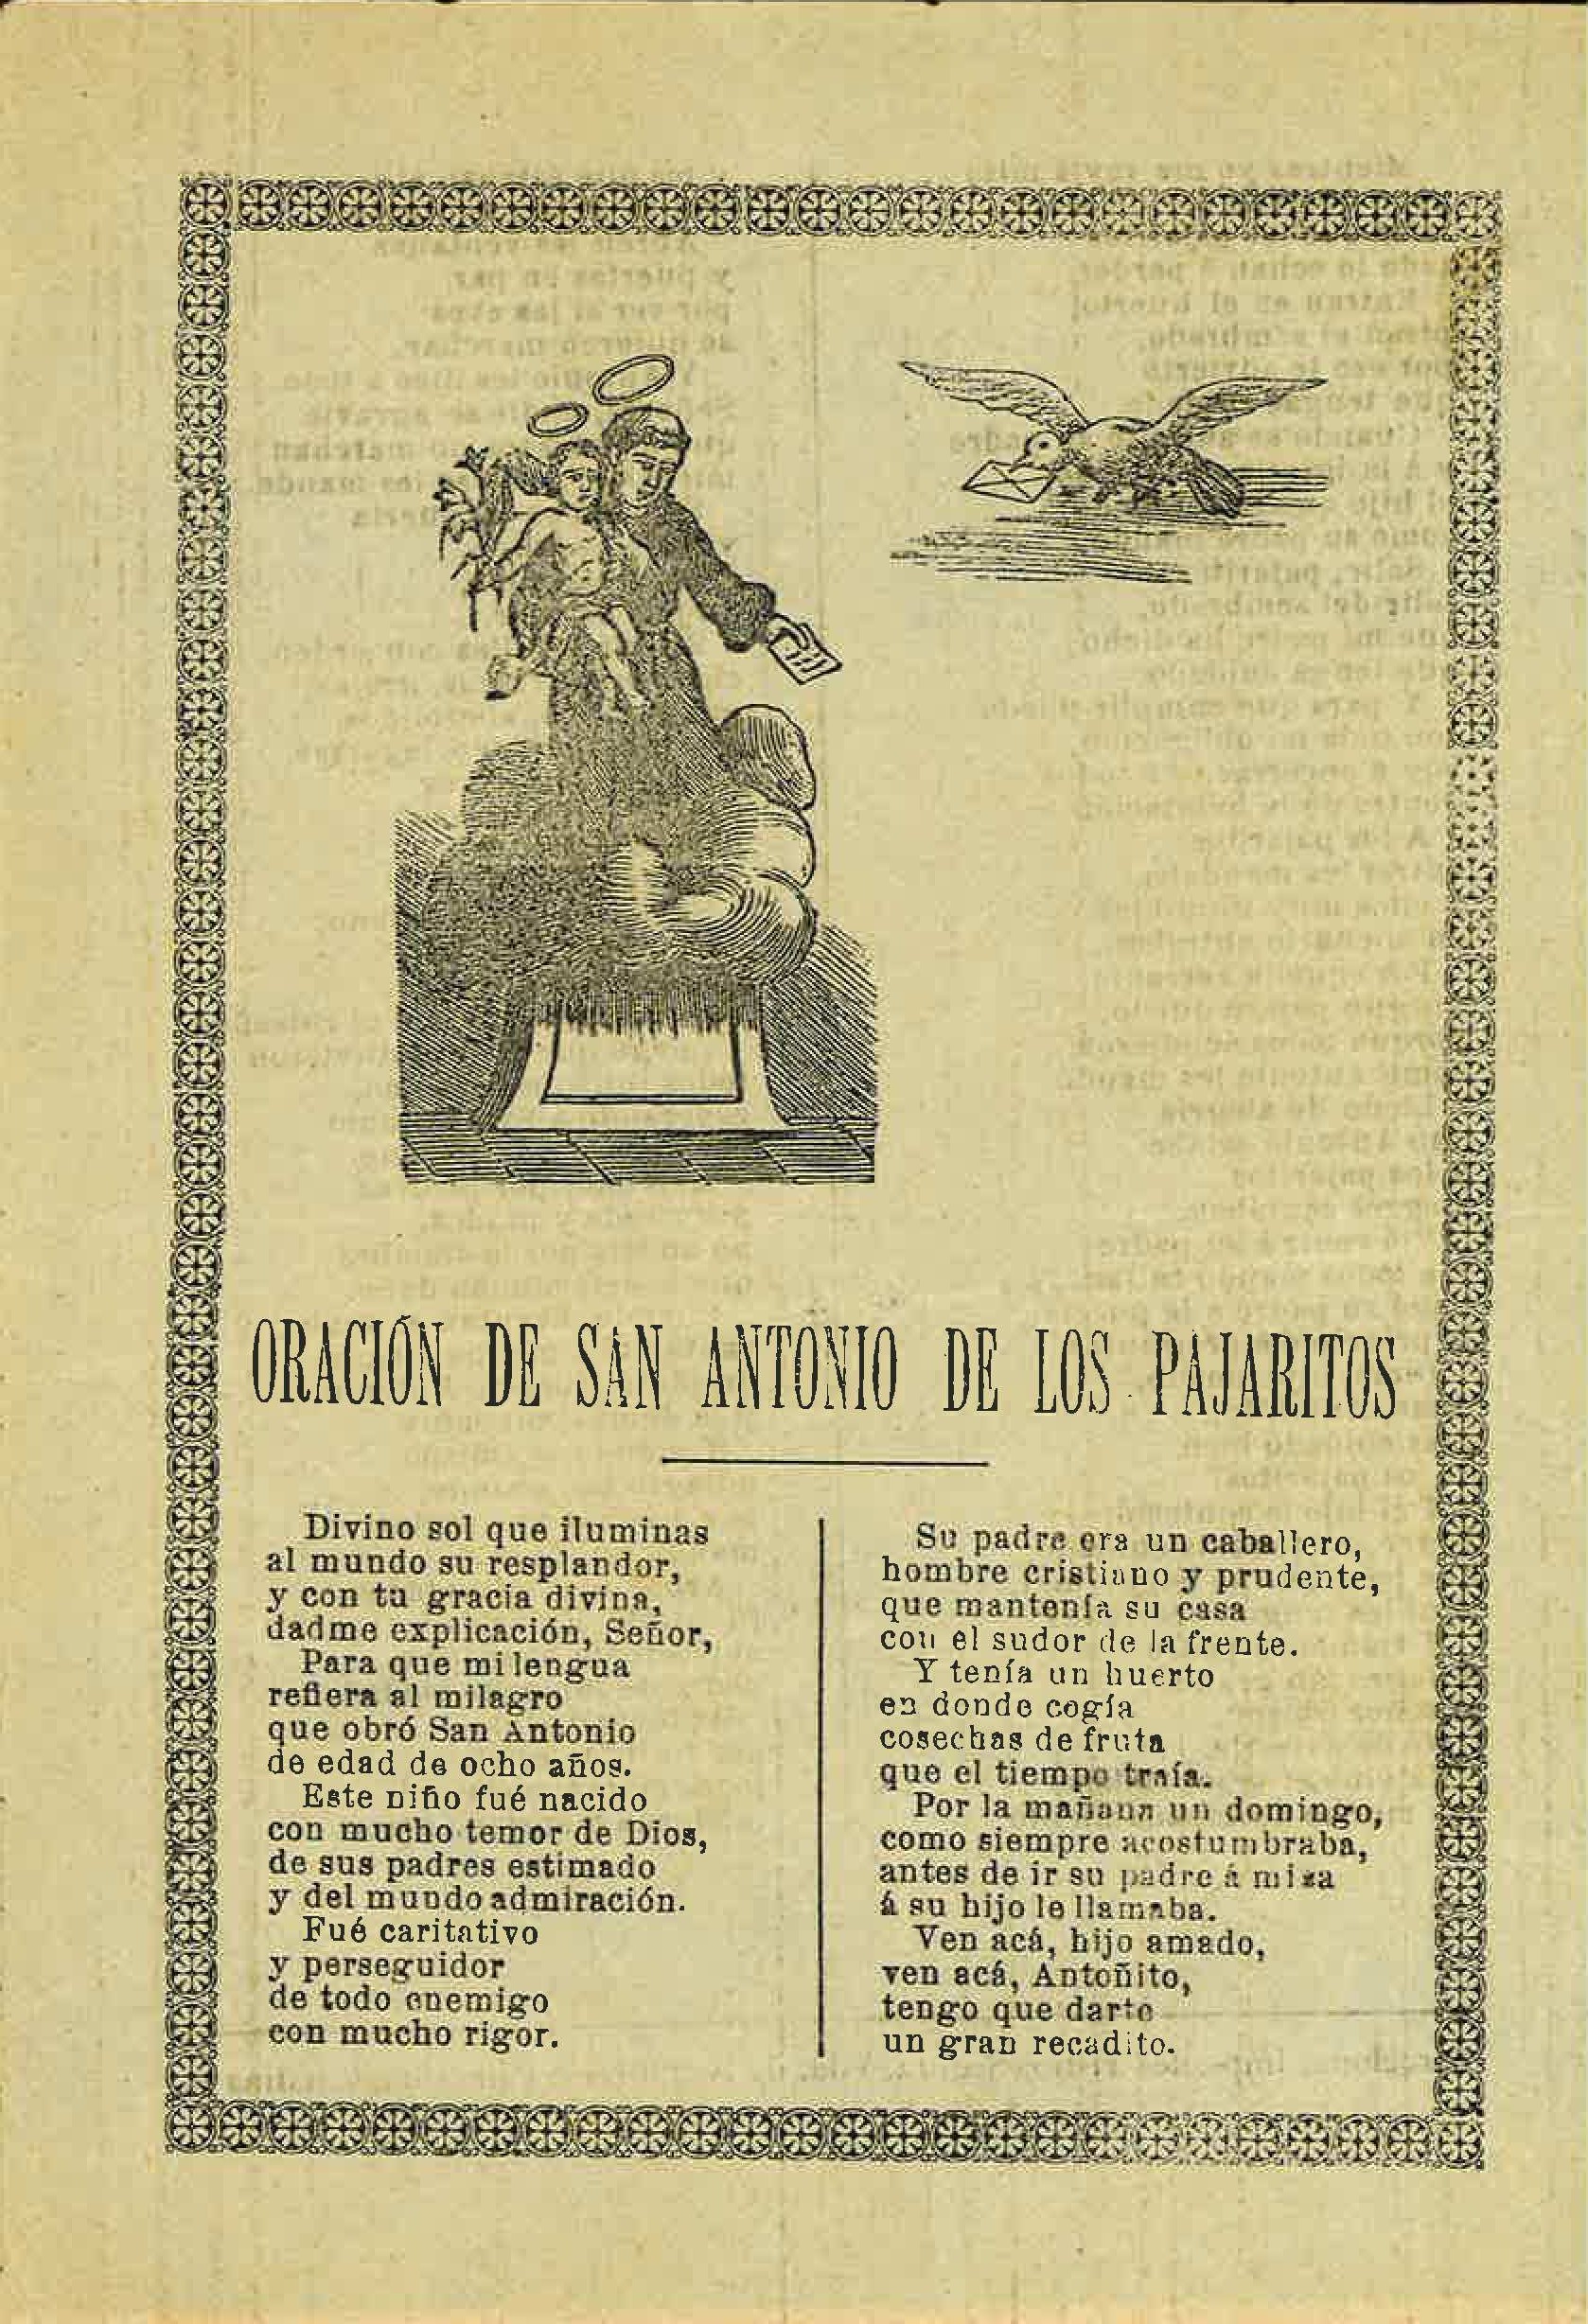 ORACIÓN DE SAN ANTONIO DE LOS PAJARITOS
Divino sol que iluminas
al mundo su resplandor,
y con tu gracia divina,
dadme explicación, Señor,
Para que mi lengua
refiera al milagro
que obró San Antonio
de edad de ocho años.
Este niño fué nacido
con mucho temor de Dios,
de sus padres estimado
y del mundo admiración.
Fué caritativo
y perseguidor
de todo enemigo
con mucho rigor.
Su padre era un caballero,
hombre cristiano y prudente,
que mantenía su casa
con el sudor de la frente.
Y tenía un huerto
en donde cogía
cosechas de fruta
que el tiempo traía.
Por la mañana un domingo,
como siempre acostumbraba,
antes de ir su padre á misa
á su hijo le llamaba.
Ven acá, hijo amado,
ven acá, Antoñito,
tengo que darte
un gran recadito.